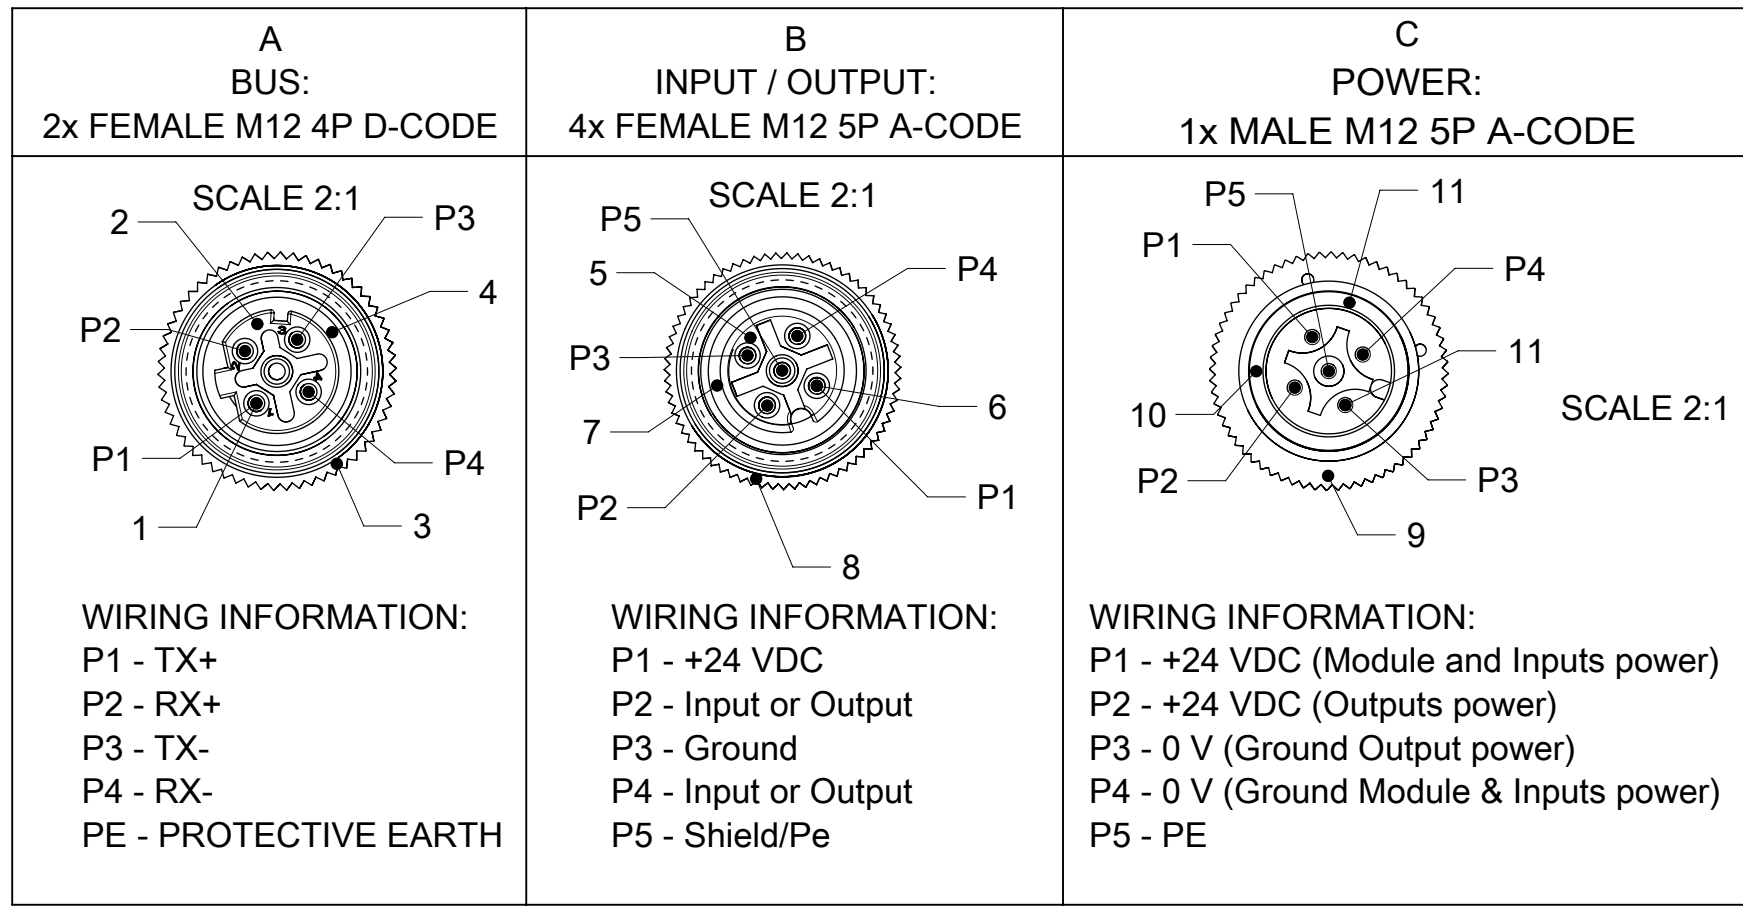 A
BUS:
2x FEMALE M12 4P D-CODE
SCALE 2:1
2
P3
4
P2
P1
P4
1
3
3
2
4
1
WIRING INFORMATION:
P1 - TX+
P2 - RX+
P3 - TX-
P4 - RX-
PE - PROTECTIVE EARTH
B
INPUT / OUTPUT:
4x FEMALE M12 5P A-CODE
SCALE 2:1
P5
5
P4
P3
6
7
P2
P1
8
WIRING INFORMATION:
P1 - +24 VDC
P2 - Input or Output
P3 - Ground
P4 - Input or Output
P5 - Shield/Pe
C
POWER:
1x MALE M12 5P A-CODE
P5
11
P1
P4
11
10
SCALE 2:1
P2
P3
9
WIRING INFORMATION:
P1 - +24 VDC (Module and Inputs power)
P2 - +24 VDC (Outputs power)
P3 - 0 V (Ground Output power)
P4 - 0 V (Ground Module & Inputs power)
P5 - PE